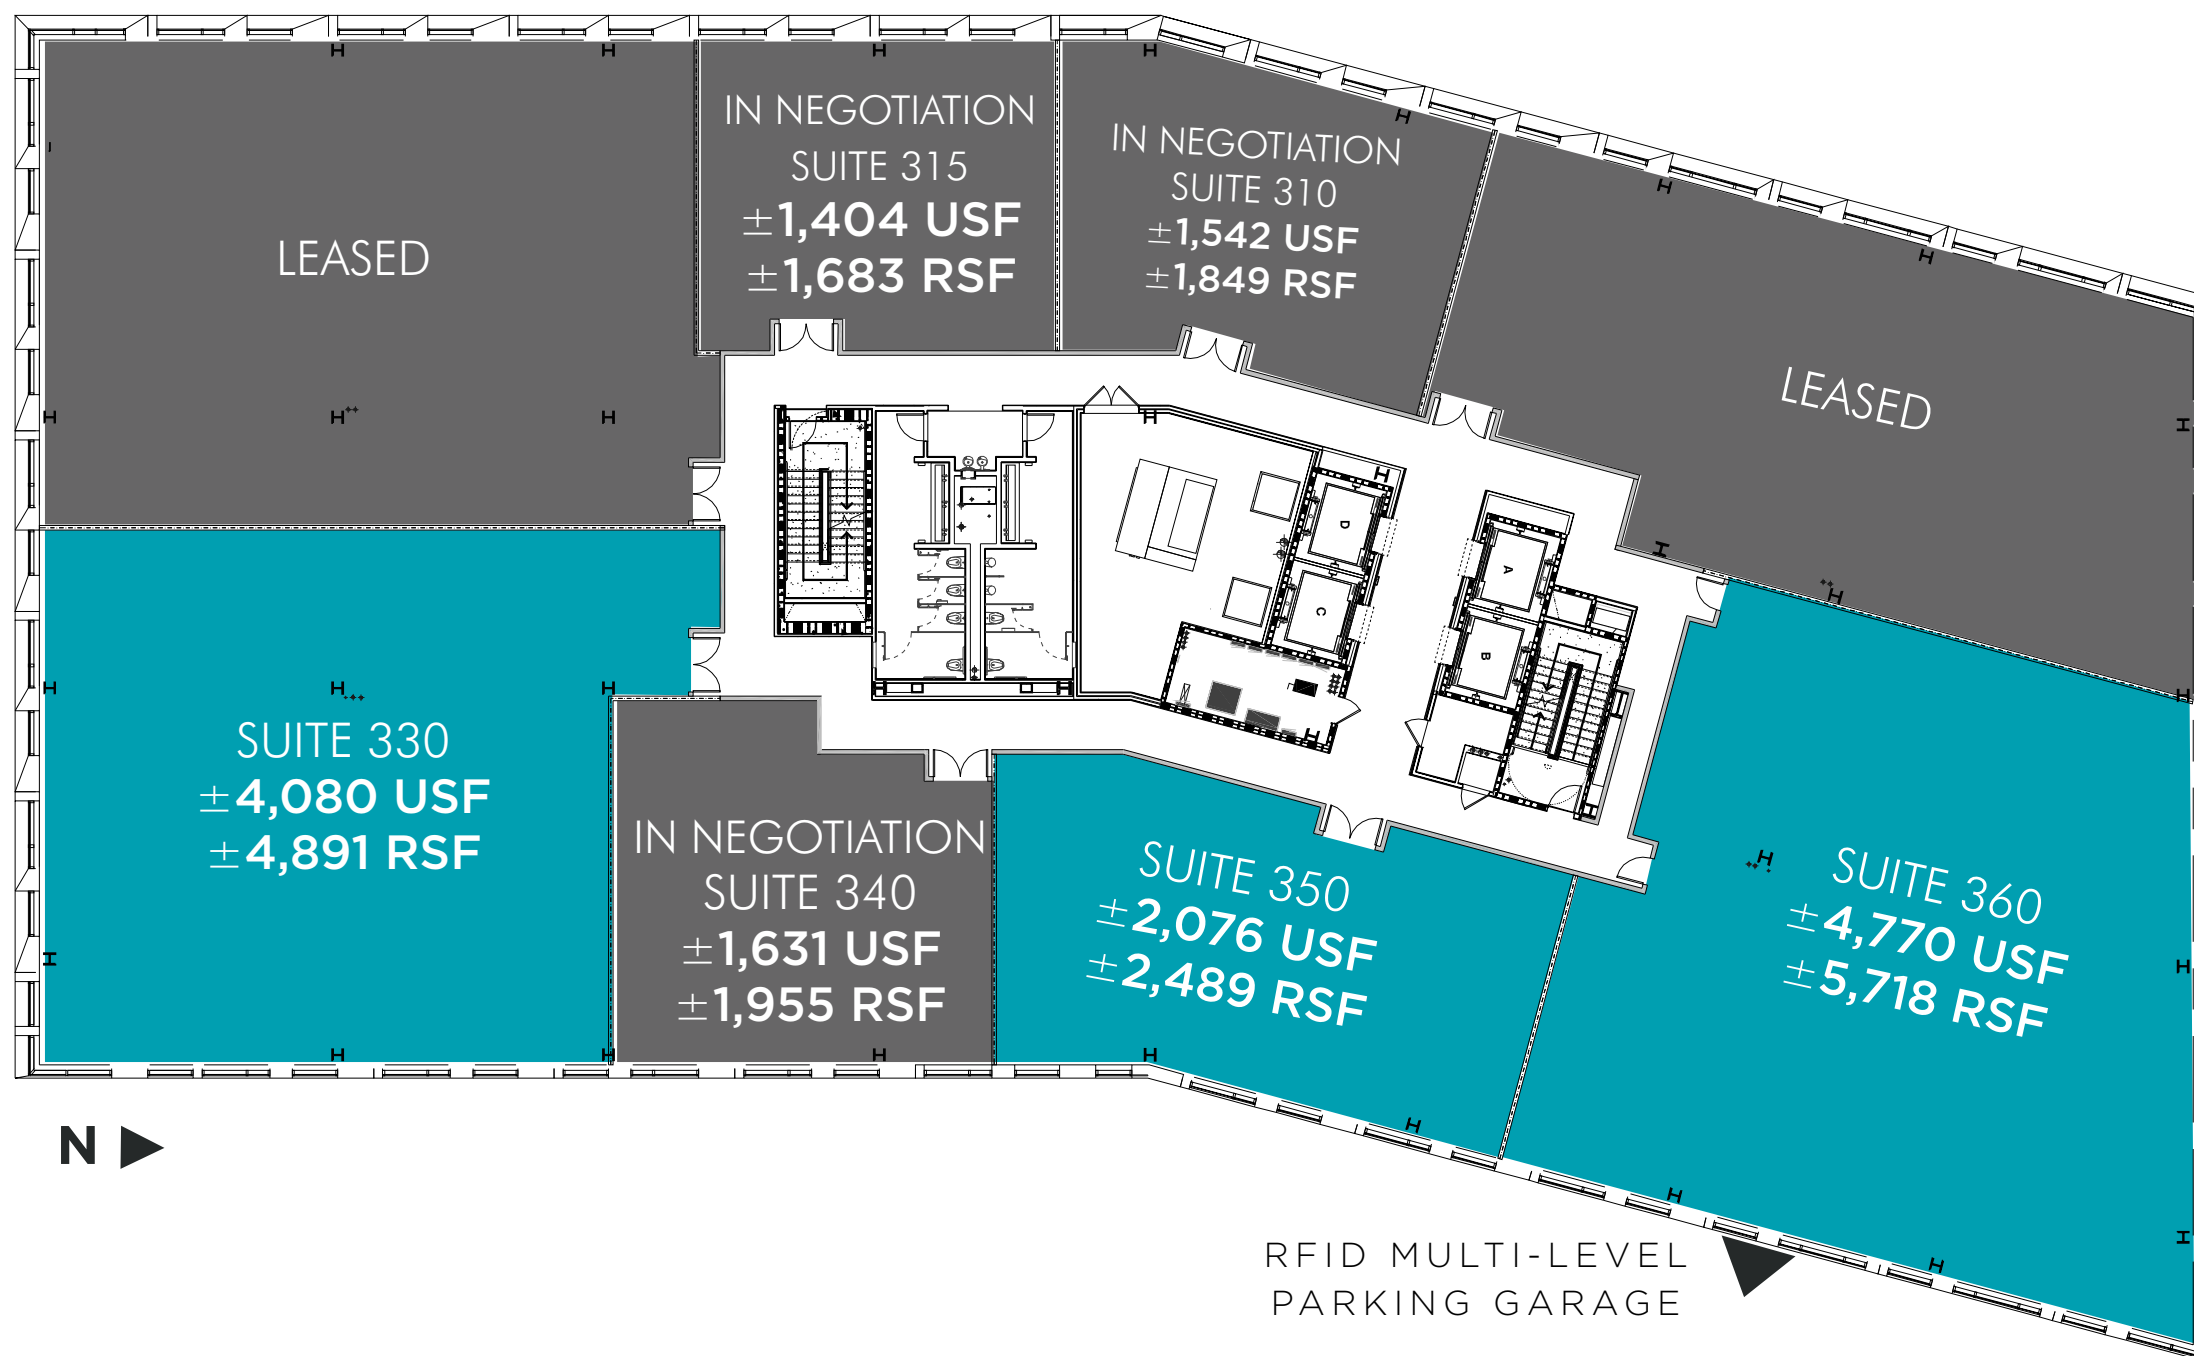 LEASED
IN NEGOTIATION
SUITE 315
±1,404 USF
±1,683 RSF
IN NEGOTIATION
SUITE 310
±1,542 USF
±1,849 RSF
LEASED
D
C
A
B
SUITE 330
±4,080 USF
±4,891 RSF
IN NEGOTIATION
SUITE 340
±1,631 USF
±1,955 RSF
SUITE 350
±2,076 USF
±2,489 RSF
SUITE 360
±4,770 USF
±5,718 RSF
N
RFID MULTI-LEVEL
PARKING GARAGE